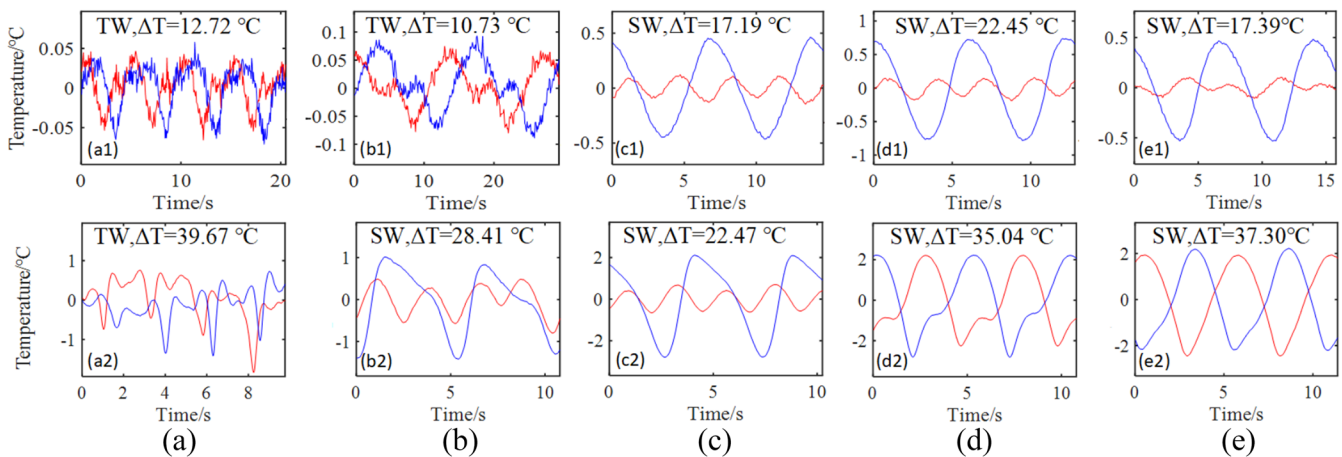 TW,ΔT=12.72 ℃
TW,ΔT=10.73 ℃
SW,ΔT=17.19 ℃
SW,ΔT=22.45 ℃
SW,ΔT=17.39 ℃
Temperature/℃
0.05
0
-0.05
(a1)
0 10 20
Time/s
0.1
0.05
0
-0.05
-0.1
(b1)
0 10 20
Time/s
0.5
0
-0.5
(c1)
0 5 10
Time/s
1
0.5
0
-0.5
-1
(d1)
0 5 10
Time/s
0.5
0
-0.5
(e1)
0 5 10 15
Time/s
TW,ΔT=39.67 ℃
SW,ΔT=28.41 ℃
SW,ΔT=22.47 ℃
SW,ΔT=35.04 ℃
SW,ΔT=37.30 ℃
Temperature/℃
1
0
-1
(a2)
0 2 4 6 8
Time/s
1
0
-1
(b2)
0 5 10
Time/s
2
0
-2
(c2)
0 5 10
Time/s
2
0
-2
(d2)
0 5 10
Time/s
2
0
-2
(e2)
0 5 10
Time/s
(a)
(b)
(c)
(d)
(e)